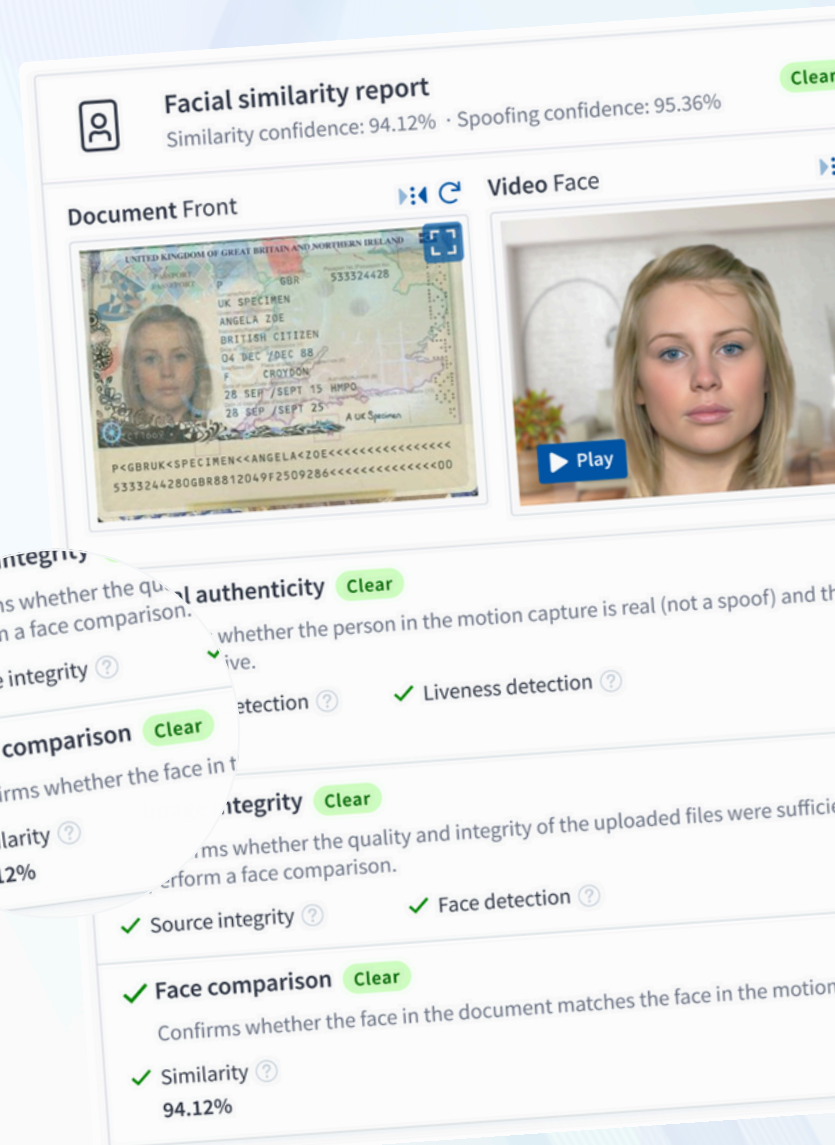 Facial similarity report
Clear
Similarity confidence: 94.12% · Spoofing confidence: 95.36%
Document Front
Video Face
UNITED KINGDOM OF GREAT BRITAIN AND NORTHERN IRELAND
PASSPORT
PASSEPORT
P
GBR
533324428
UK SPECIMEN
ANGELA ZOE
BRITISH CITIZEN
04 DEC /DEC 88
F CROYDON
28 SEP /SEPT 15 HMPO
28 SEP /SEPT 25
A UK Specimen
P<GBRUK<SPECIMEN<<ANGELA<ZOE<<<<<<<<<<<<<<<<
5333244280GBR8812049F2509286<<<<<<<<<<<<<<00
Play
ntegrity
ns whether the qu
n a face comparison.
e integrity
comparison Clear
irms whether the face in t
larity
12%
l authenticity Clear
whether the person in the motion capture is real (not a spoof) and th
ive.
etection
Liveness detection
ntegrity Clear
rms whether the quality and integrity of the uploaded files were sufficie
erform a face comparison.
Source integrity
Face detection
Face comparison Clear
Confirms whether the face in the document matches the face in the motion
Similarity
94.12%